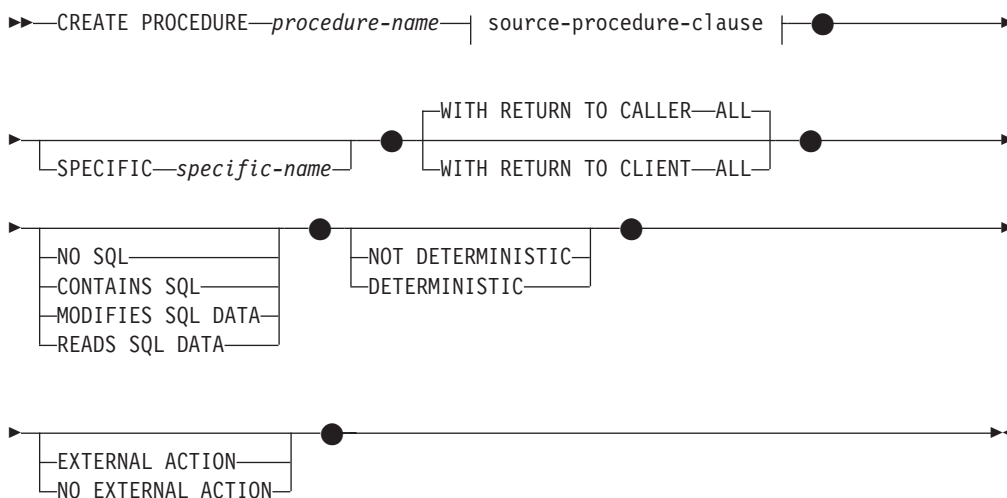 CREATE PROCEDURE procedure-name source-procedure-clause
WITH RETURN TO CALLER ALL
SPECIFIC specific-name
WITH RETURN TO CLIENT ALL
NO SQL
CONTAINS SQL
MODIFIES SQL DATA
READS SQL DATA
NOT DETERMINISTIC
DETERMINISTIC
EXTERNAL ACTION
NO EXTERNAL ACTION